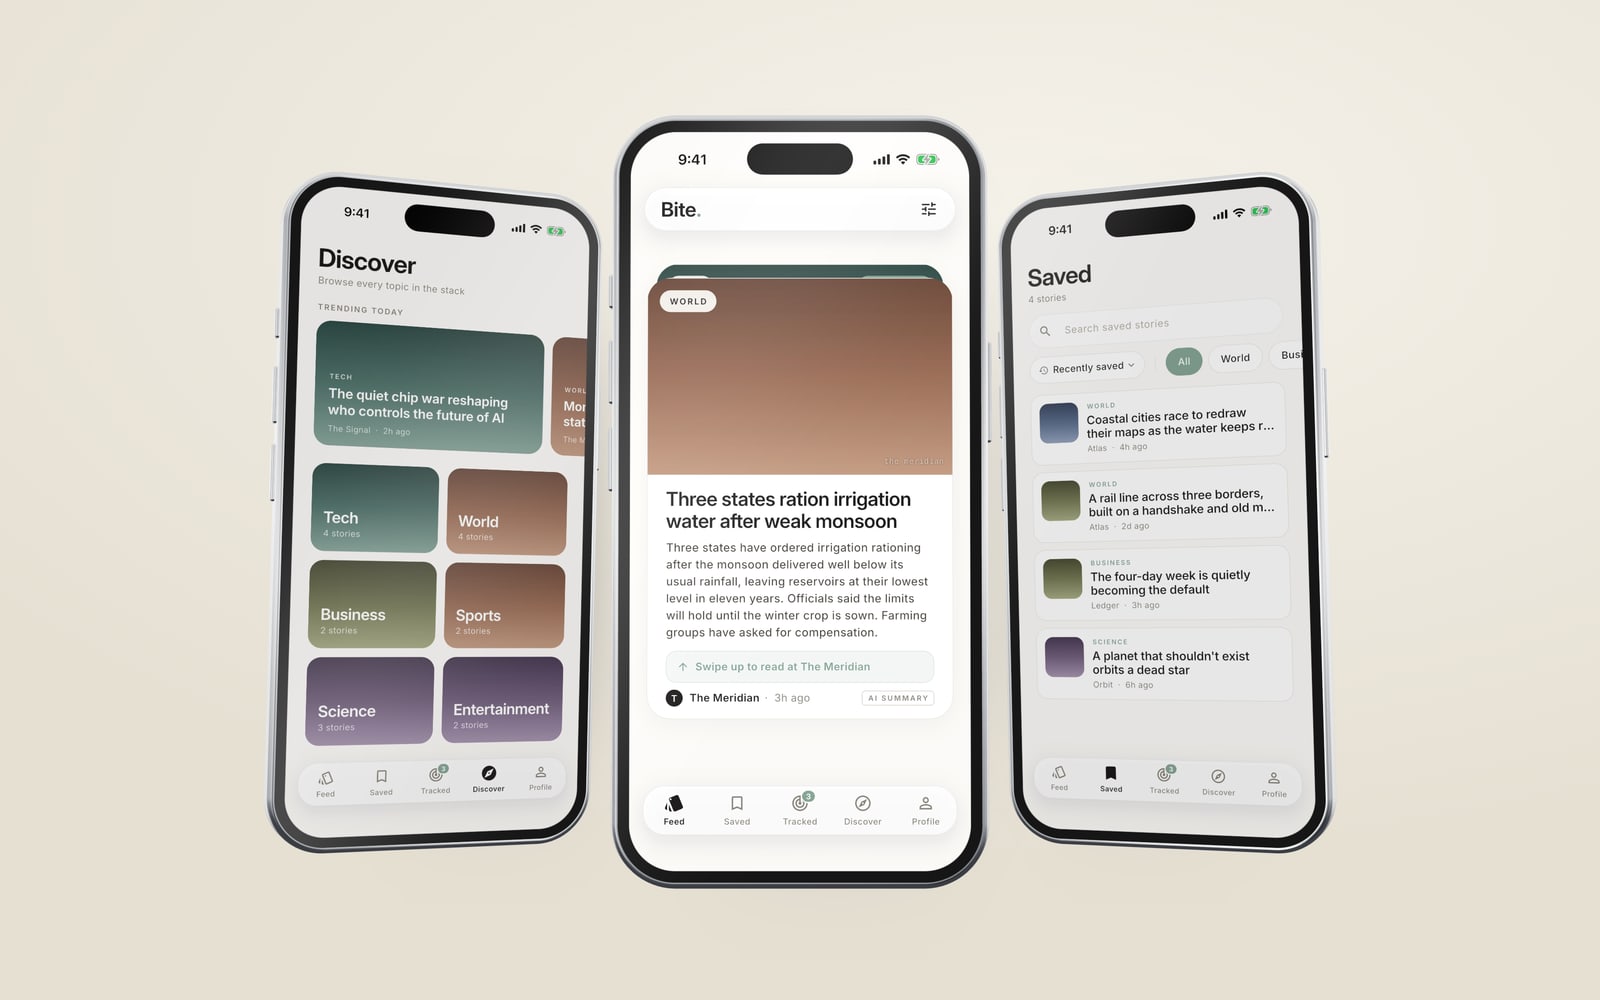 9:41
Discover
Browse every topic in the stack
TRENDING TODAY
TECH
The quiet chip war reshaping
who controls the future of AI
The Signal · 2h ago
WORL
Mor
stat
The M
Tech
4 stories
World
4 stories
Business
2 stories
Sports
2 stories
Science
3 stories
Entertainment
2 stories
3
Feed
Saved
Tracked
Discover
Profile
9:41
Bite.
WORLD
the meridian
Three states ration irrigation
water after weak monsoon
Three states have ordered irrigation rationing
after the monsoon delivered well below its
usual rainfall, leaving reservoirs at their lowest
level in eleven years. Officials said the limits
will hold until the winter crop is sown. Farming
groups have asked for compensation.
Swipe up to read at The Meridian
T The Meridian · 3h ago AI SUMMARY
3
Feed
Saved
Tracked
Discover
Profile
9:41
Saved
4 stories
Search saved stories
Recently saved
All
World
Busi
WORLD
Coastal cities race to redraw
their maps as the water keeps r...
Atlas · 4h ago
WORLD
A rail line across three borders,
built on a handshake and old m...
Atlas · 2d ago
BUSINESS
The four-day week is quietly
becoming the default
Ledger · 3h ago
SCIENCE
A planet that shouldn't exist
orbits a dead star
Orbit · 6h ago
3
Feed
Saved
Tracked
Discover
Profile